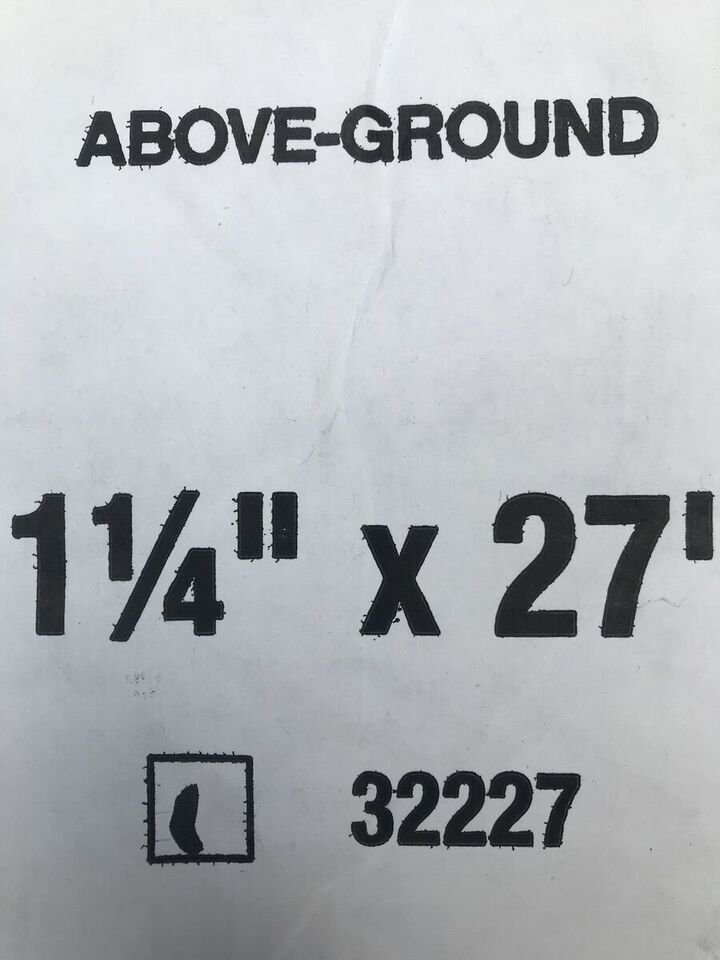 ABOVE-GROUND
1¼" x 27'
32227